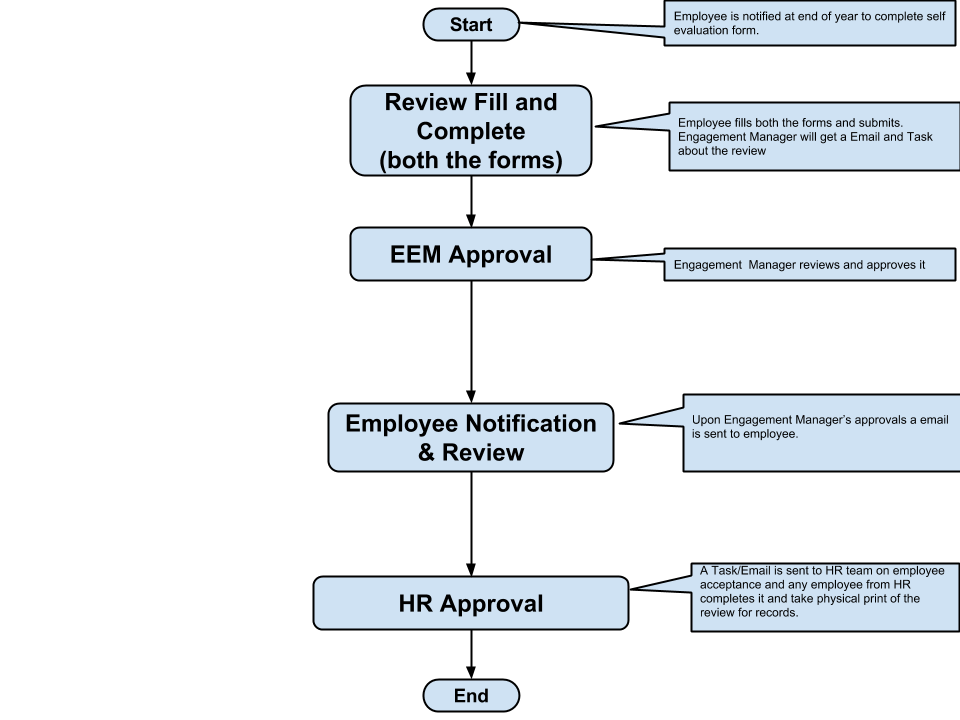 Start
Employee is notified at end of year to complete self
evaluation form.
Review Fill and
Complete
(both the forms)
Employee fills both the forms and submits.
Engagement Manager will get a Email and Task
about the review
EEM Approval
Engagement  Manager reviews and approves it
Employee Notification
& Review
Upon Engagement Manager's approvals a email
is sent to employee.
HR Approval
A Task/Email is sent to HR team on employee
acceptance and any employee from HR
completes it and take physical print of the
review for records.
End